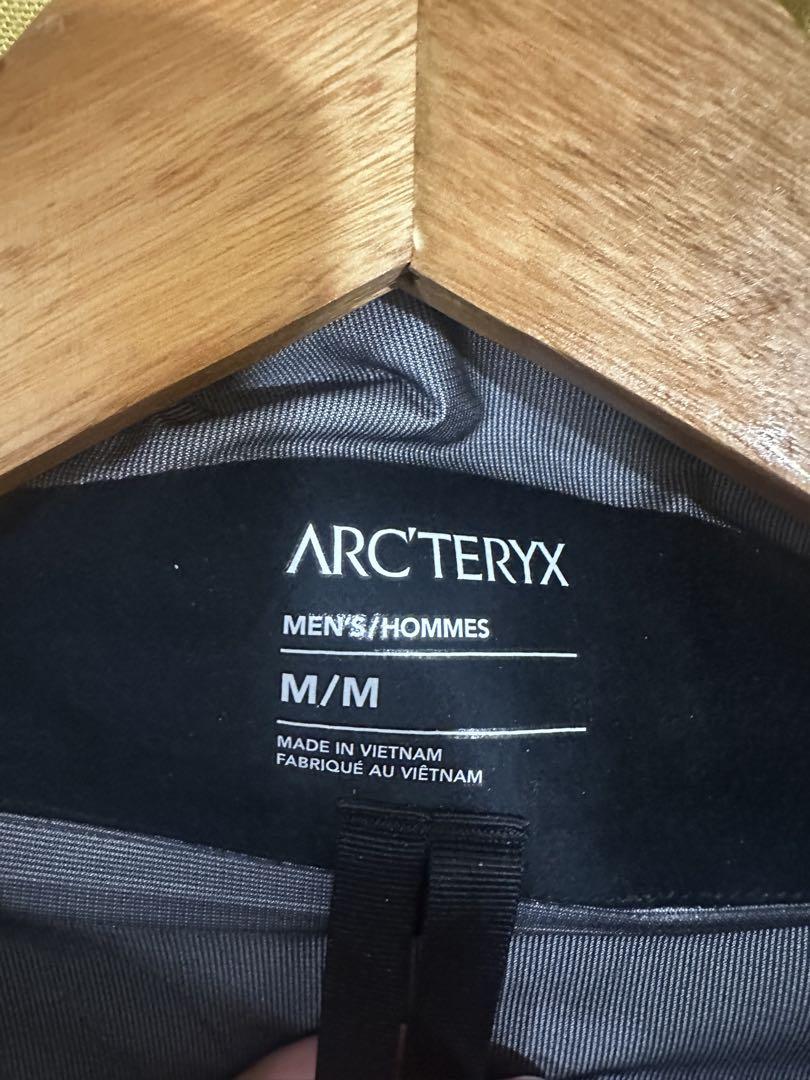 ARC'TERYX
MEN'S/HOMMES
M/M
MADE IN VIETNAM
FABRIQUÉ AU VIÊTNAM